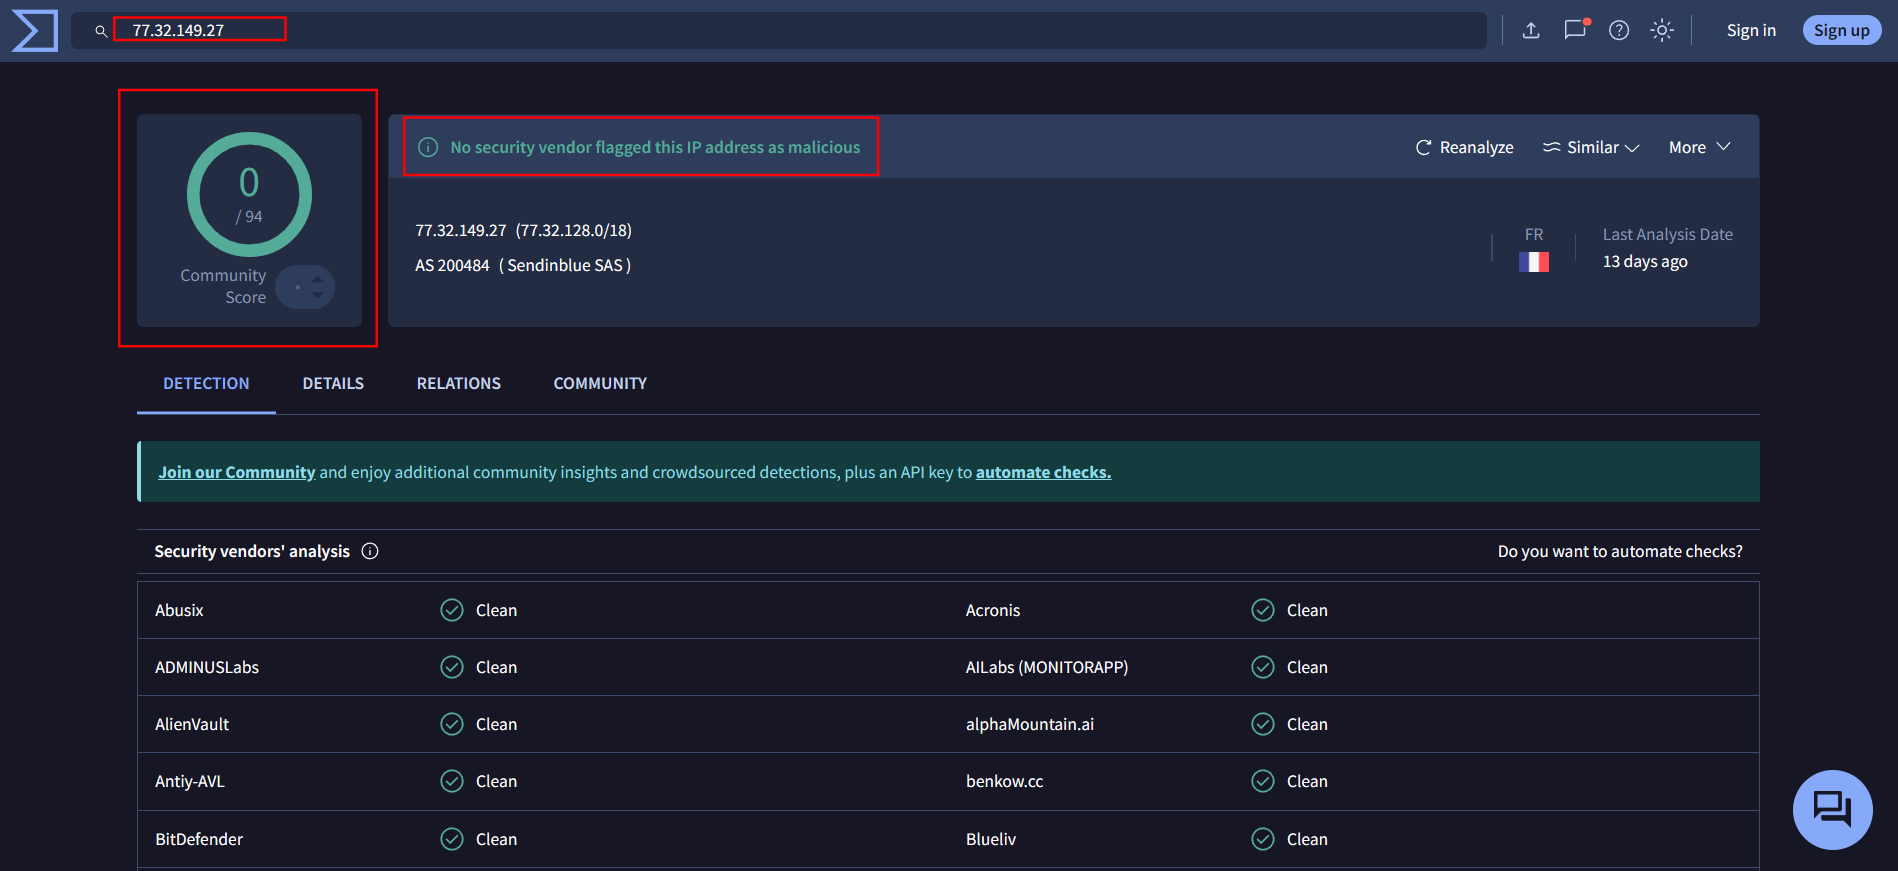 77.32.149.27
Sign in
Sign up
0
/ 94
Community
Score
No security vendor flagged this IP address as malicious
Reanalyze
Similar
More
77.32.149.27 (77.32.128.0/18)
AS 200484 ( Sendinblue SAS )
FR
Last Analysis Date
13 days ago
DETECTION
DETAILS
RELATIONS
COMMUNITY
Join our Community and enjoy additional community insights and crowdsourced detections, plus an API key to automate checks.
Security vendors' analysis
Do you want to automate checks?
Abusix Clean Acronis Clean
ADMINUSLabs Clean AILabs (MONITORAPP) Clean
AlienVault Clean alphaMountain.ai Clean
Antiy-AVL Clean benkow.cc Clean
BitDefender Clean Blueliv Clean